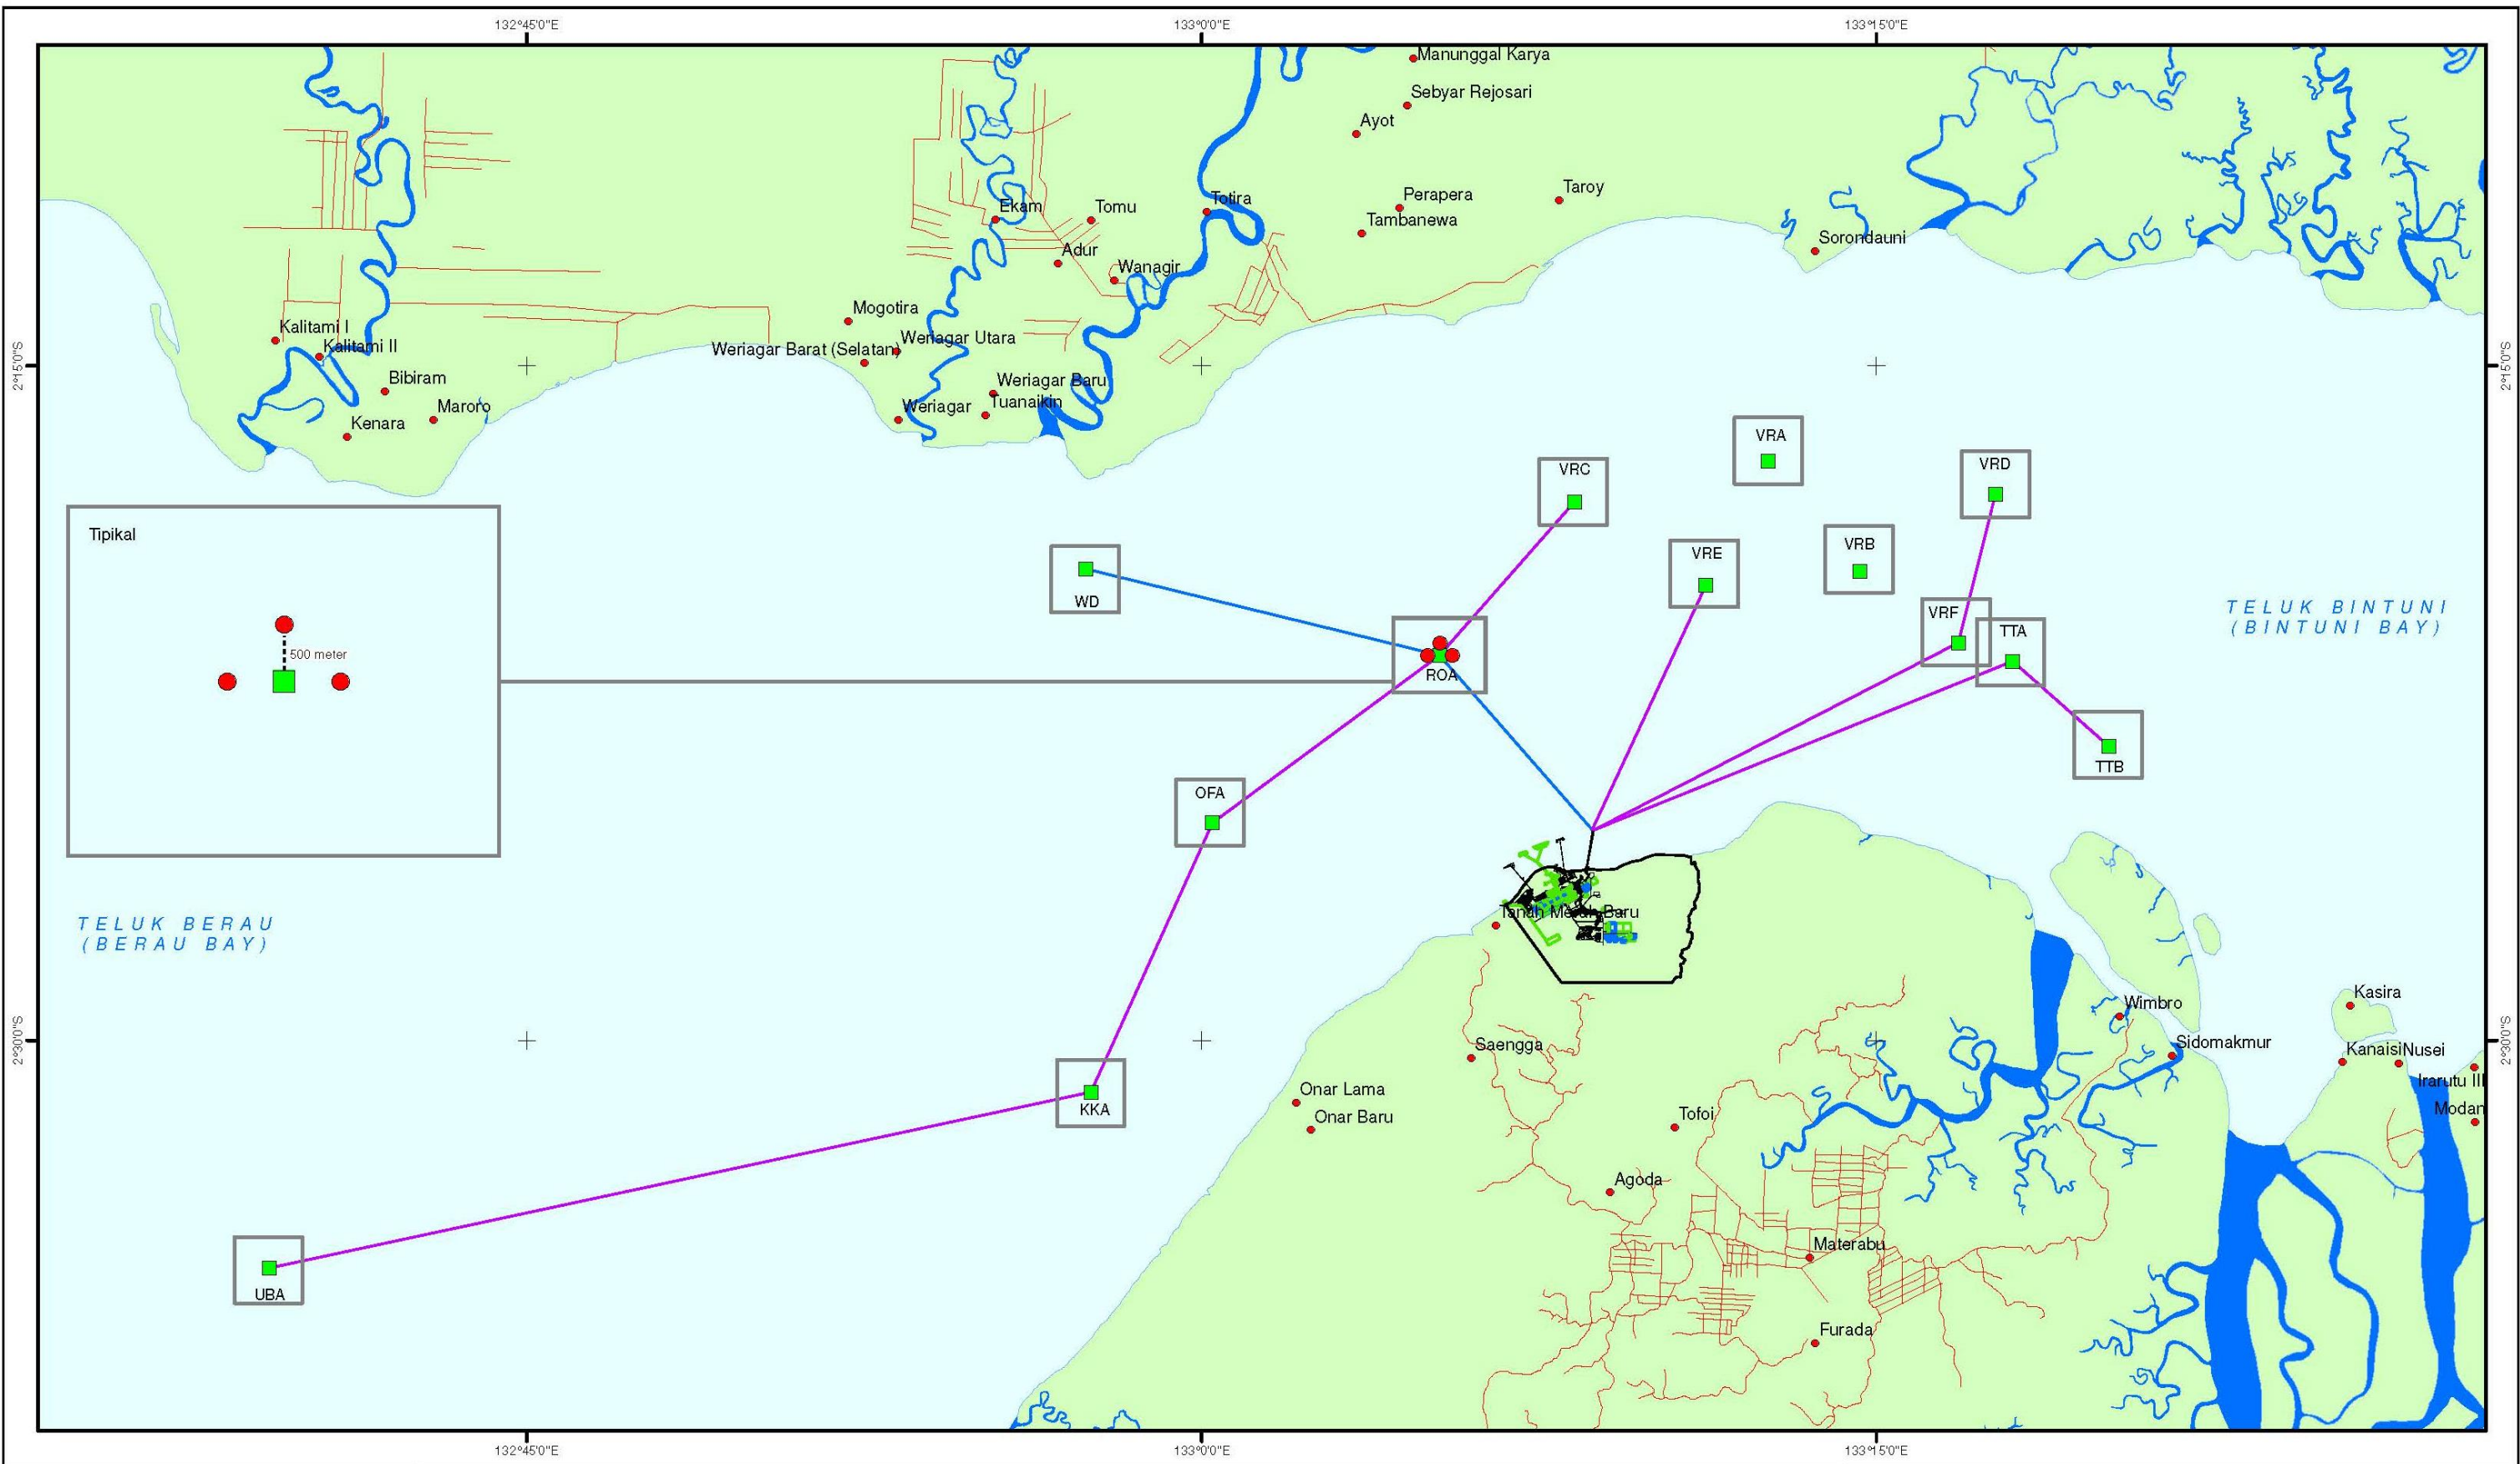 132°45'0"E
133°0'0"E
133°15'0"E
Manunggal Karya
Sebyar Rejosari
Ayot
Taroy
Perapera
Tambanewa
Totira
Tomu
Ekam
Adur
Wanagir
Sorondauni
Mogotira
Kalitami I
Kalitami II
Weriagar Utara
Weriagar Barat (Selatan)
2°15'0"S
2°15'0"S
Bibiram
Weriagar Baru
Maroro
Weriagar
Tuanaikin
Kenara
VRA
VRC
VRD
Tipikal
VRE
VRB
WD
VRF
TTA
TELUK BINTUNI
(BINTUNI BAY)
500 meter
ROA
TTB
OFA
Tanah Merah Baru
TELUK BERAU
(BERAU BAY)
Kasira
Wimbro
2°30'0"S
2°30'0"S
Saengga
Sidomakmur
Kanaisi
Nusei
Irarutu III
Onar Lama
KKA
Onar Baru
Tofoi
Modan
Agoda
Materabu
UBA
Furada
132°45'0"E
133°0'0"E
133°15'0"E